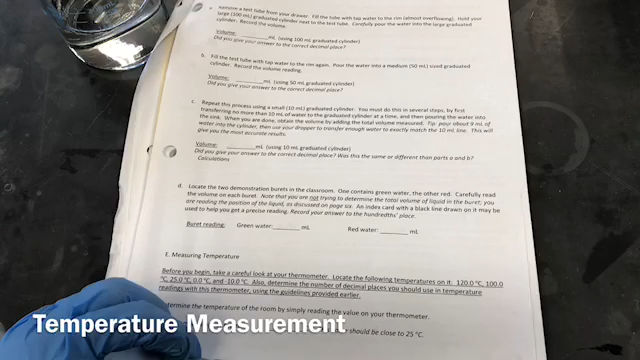 a. Remove a test tube from your drawer. Fill the test tube with tap water to the rim (almost overflowing). Hold your
large (100 mL) graduated cylinder next to the test tube. Carefully pour the water into the large graduated
cylinder. Record the volume.
Volume: ________mL (using 100 mL graduated cylinder)
Did you give your answer to the correct decimal place?
b. Fill the test tube with tap water to the rim again. Pour the water into a medium (50 mL) sized graduated
cylinder. Record the volume reading.
Volume: ________mL (using 50 mL graduated cylinder)
Did you give your answer to the correct decimal place?
c. Repeat this process using a small (10 mL) graduated cylinder. You must do this in several steps, by first
transferring no more than 10 mL of water to the graduated cylinder at a time, and then pouring the water into
the sink. When you are done, obtain the volume by adding the total volume measured. Tip: pour about 9 mL of
water into the cylinder, then use your dropper to transfer enough water to exactly match the 10 mL line. This will
give you the most accurate results.
Volume: ________mL (using 10 mL graduated cylinder)
Did you give your answer to the correct decimal place? Was this the same or different than parts a and b?
Calculations
d. Locate the two demonstration burets in the classroom. One contains green water, the other red. Carefully read
the volume on each buret. Note that you are not trying to determine the total volume of liquid in the buret; you
are reading the position of the liquid, as discussed on page six. An index card with a black line drawn on it may be
used to help you get a precise reading. Record your answer to the hundredths' place.
Buret reading: Green water: ________ mL Red water: ________ mL
E. Measuring Temperature
Before you begin, take a careful look at your thermometer. Locate the following temperatures on it: 120.0 °C, 100.0
°C, 25.0 °C, 0.0 °C, and -10.0 °C. Also, determine the number of decimal places you should use in temperature
readings with this thermometer, using the guidelines provided earlier.
termine the temperature of the room by simply reading the value on your thermometer.
s should be close to 25 °C.
Temperature Measurement